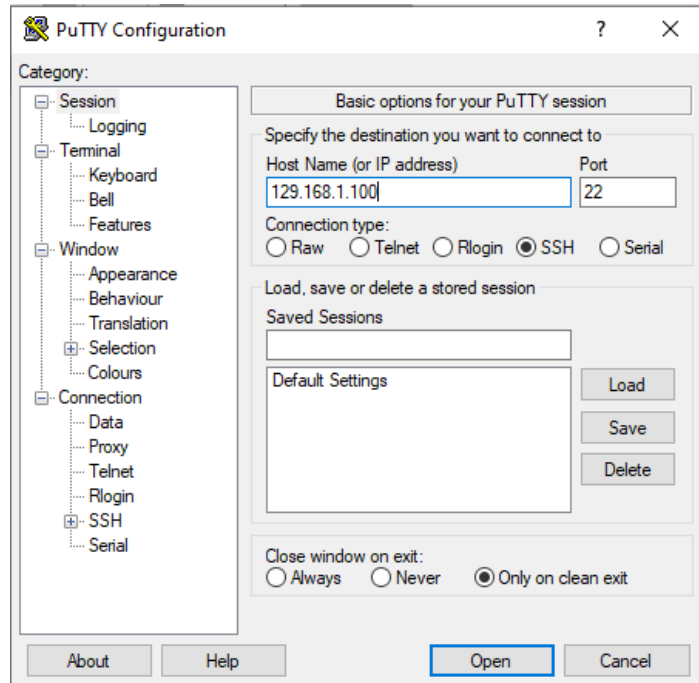 PuTTY Configuration ?
Category:
Session
Logging
Terminal
Keyboard
Bell
Features
Window
Appearance
Behaviour
Translation
Selection
Colours
Connection
Data
Proxy
Telnet
Rlogin
SSH
Serial
Basic options for your PuTTY session
Specify the destination you want to connect to
Host Name (or IP address) Port
129.168.1.100 22
Connection type:
Raw Telnet Rlogin SSH Serial
Load, save or delete a stored session
Saved Sessions
Default Settings
Load
Save
Delete
Close window on exit:
Always Never Only on clean exit
About Help Open Cancel